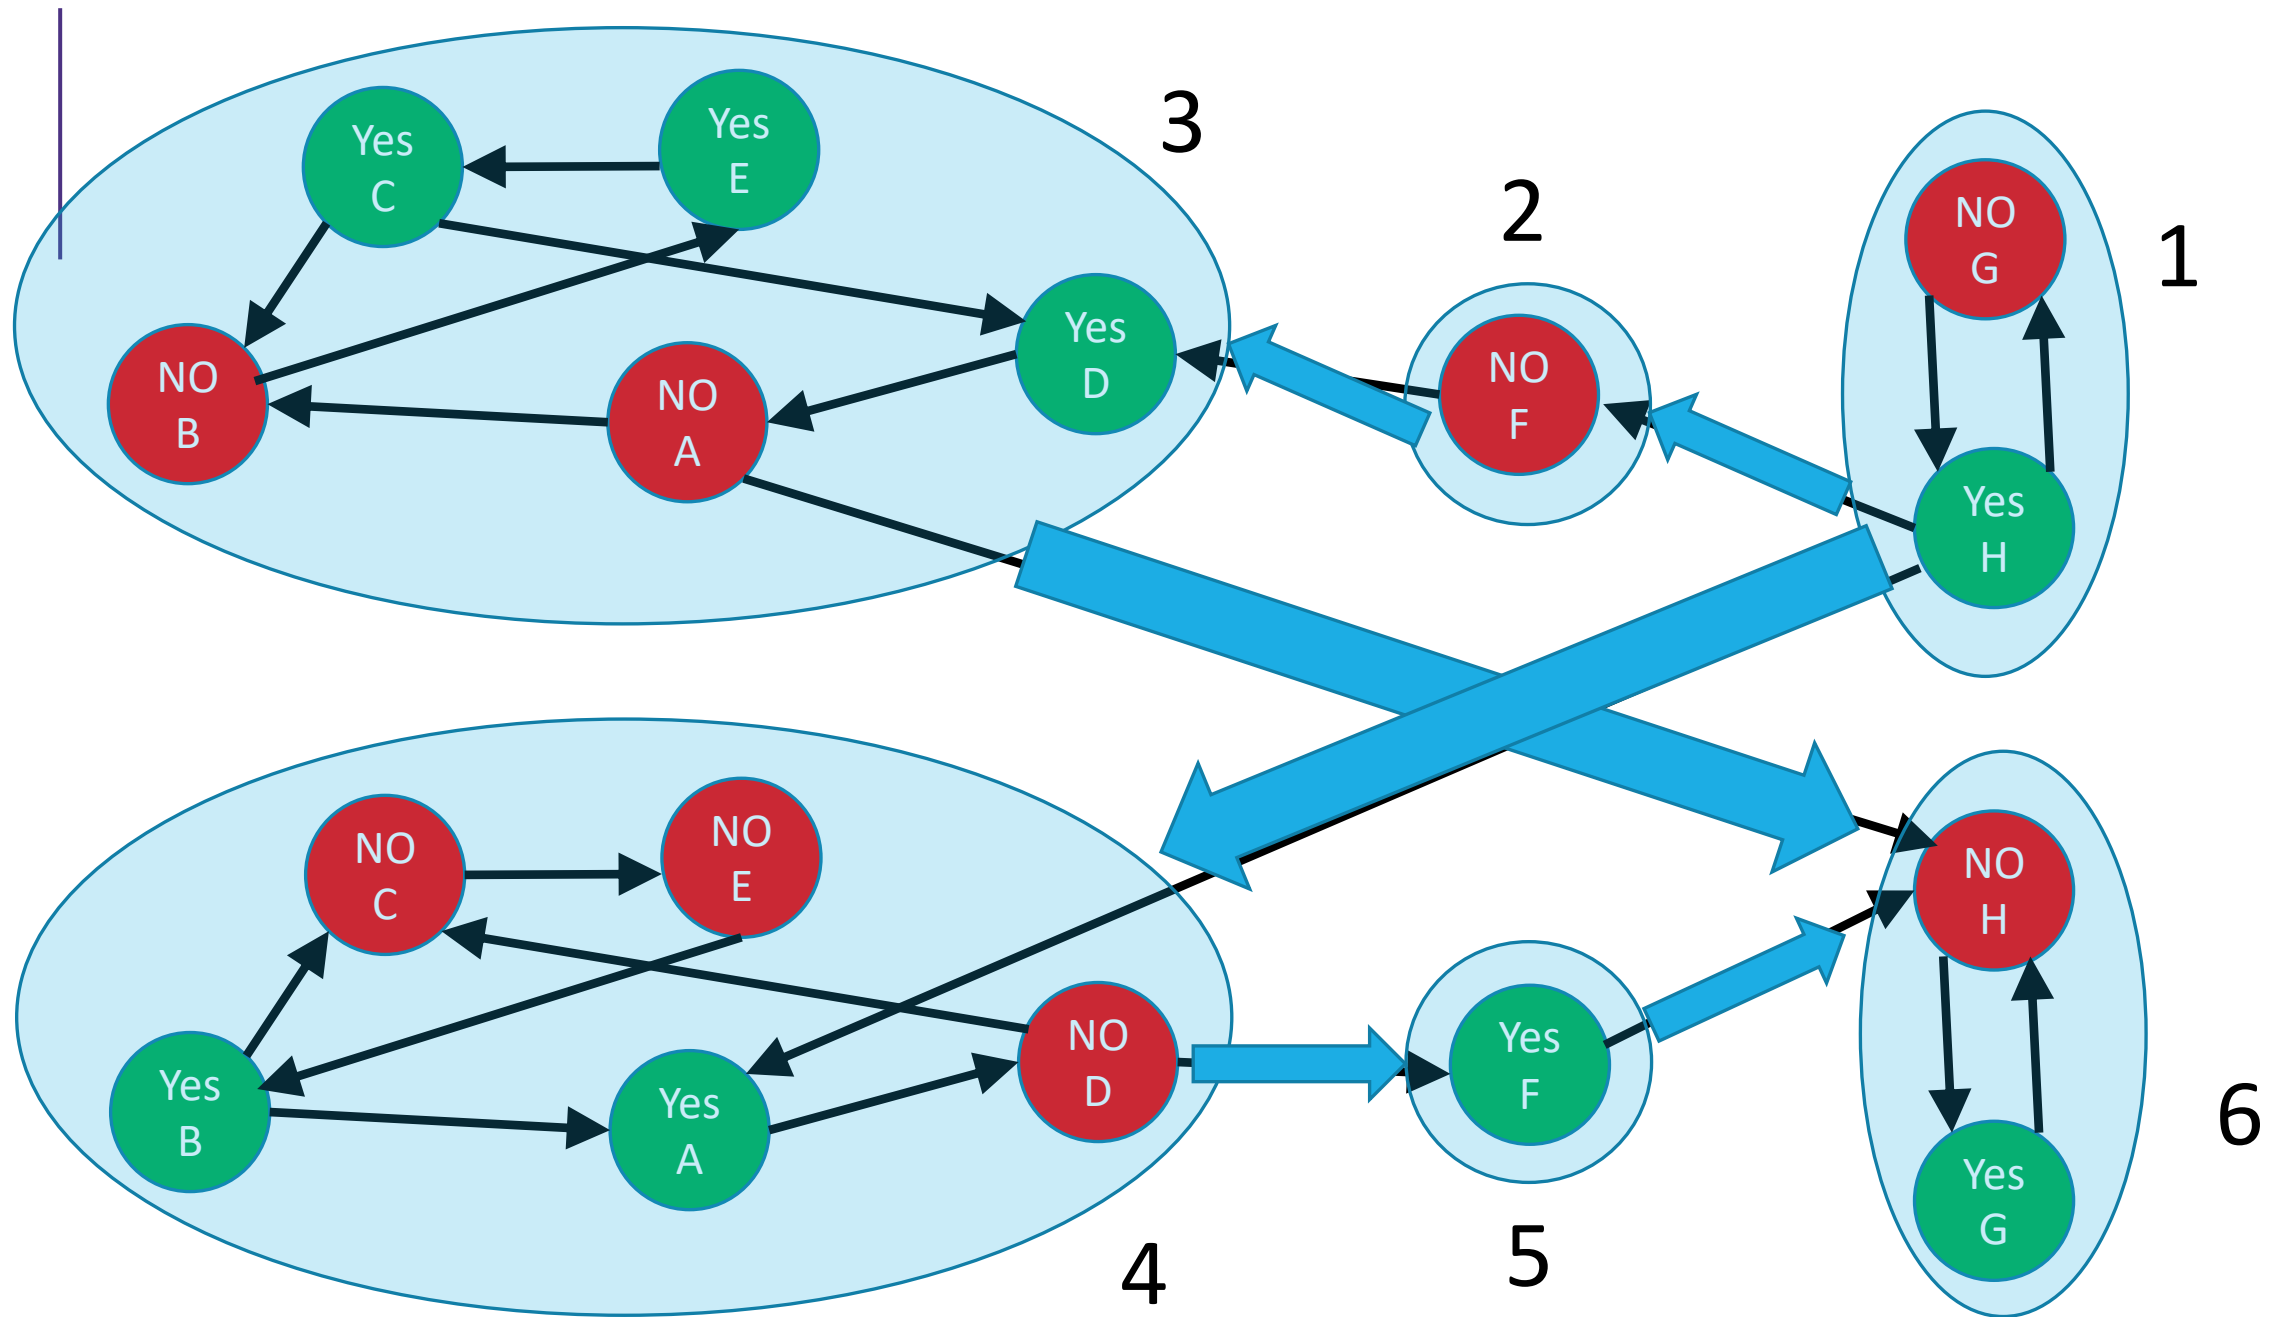 3
Yes
C
Yes
E
NO
B
NO
A
Yes
D
2
NO
F
1
NO
G
Yes
H
NO
C
NO
E
Yes
B
Yes
A
NO
D
4
Yes
F
5
NO
H
Yes
G
6